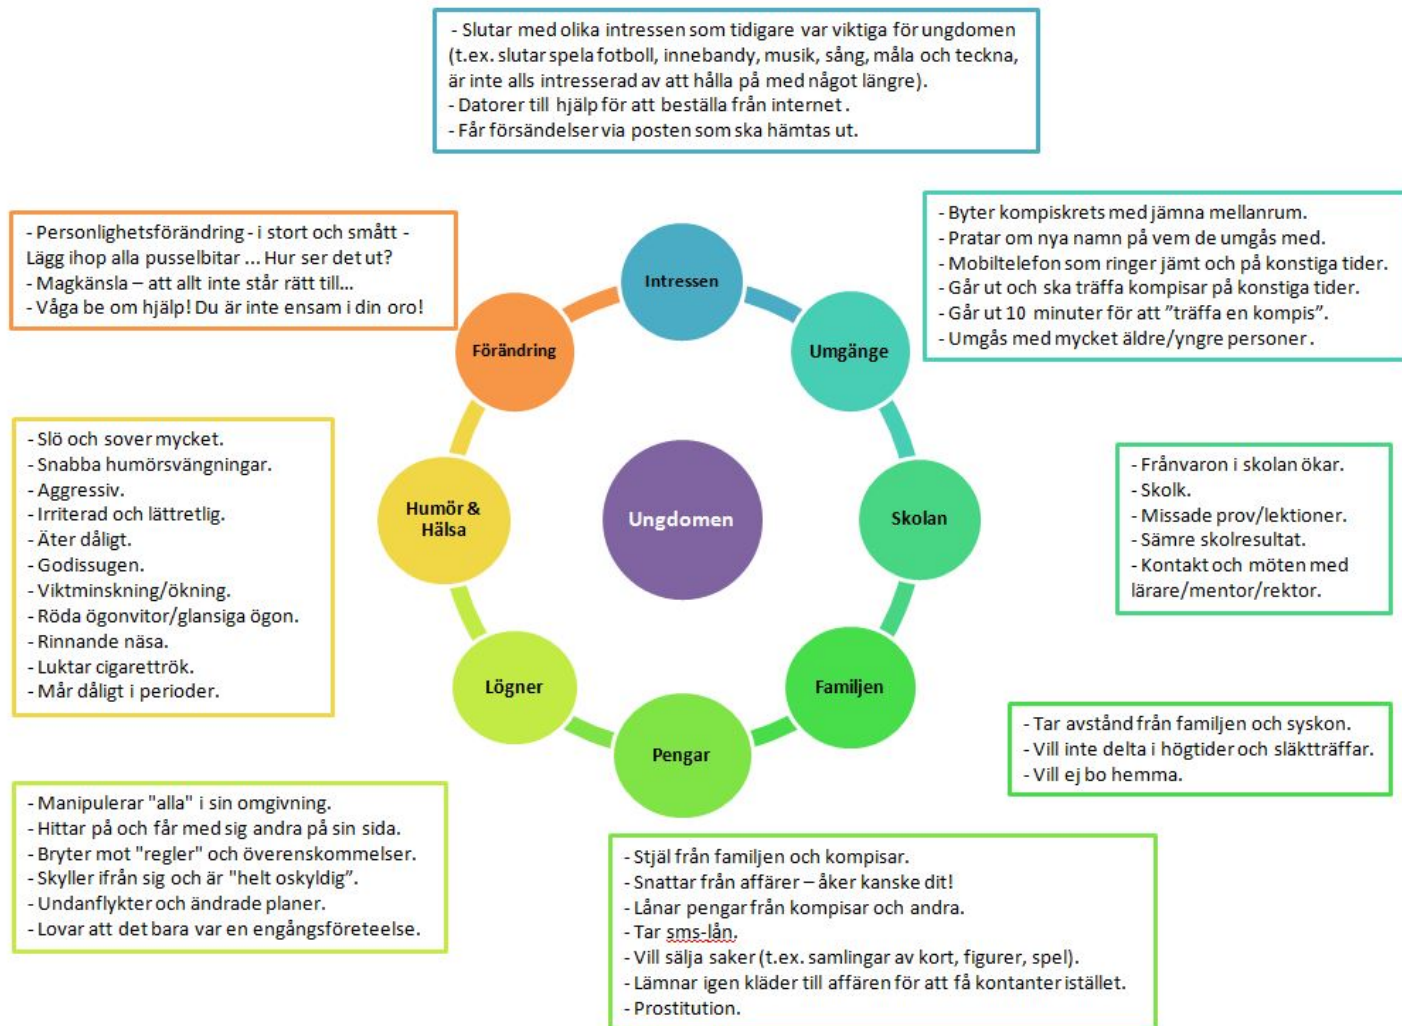 - Slutar med olika intressen som tidigare var viktiga för ungdomen
(t.ex. slutar spela fotboll, innebandy, musik, sång, måla och teckna,
är inte alls intresserad av att hålla på med något längre).
- Datorer till hjälp för att beställa från internet.
- Får försändelser via posten som ska hämtas ut.
Intressen
- Byter kompiskrets med jämna mellanrum.
- Pratar om nya namn på vem de umgås med.
- Mobiltelefon som ringer jämt och på konstiga tider.
- Går ut och ska träffa kompisar på konstiga tider.
- Går ut 10 minuter för att ”träffa en kompis”.
- Umgås med mycket äldre/yngre personer.
Umgänge
- Frånvaron i skolan ökar.
- Skolk.
- Missade prov/lektioner.
- Sämre skolresultat.
- Kontakt och möten med
lärare/mentor/rektor.
Skolan
- Tar avstånd från familjen och syskon.
- Vill inte delta i högtider och släktträffar.
- Vill ej bo hemma.
Familjen
- Stjäl från familjen och kompisar.
- Snattar från affärer – åker kanske dit!
- Lånar pengar från kompisar och andra.
- Tar sms-lån.
- Vill sälja saker (t.ex. samlingar av kort, figurer, spel).
- Lämnar igen kläder till affären för att få kontanter istället.
- Prostitution.
Pengar
- Manipulerar "alla" i sin omgivning.
- Hittar på och får med sig andra på sin sida.
- Bryter mot "regler" och överenskommelser.
- Skyller ifrån sig och är "helt oskyldig”.
- Undanflykter och ändrade planer.
- Lovar att det bara var en engångsföreteelse.
Lögner
- Slö och sover mycket.
- Snabba humörsvängningar.
- Aggressiv.
- Irriterad och lättretlig.
- Äter dåligt.
- Godissugen.
- Viktminskning/ökning.
- Röda ögonvitor/glansiga ögon.
- Rinnande näsa.
- Luktar cigarettrök.
- Mår dåligt i perioder.
Humör &
Hälsa
- Personlighetsförändring - i stort och smått -
Lägg ihop alla pusselbitar ... Hur ser det ut?
- Magkänsla – att allt inte står rätt till...
- Våga be om hjälp! Du är inte ensam i din oro!
Förändring
Ungdomen